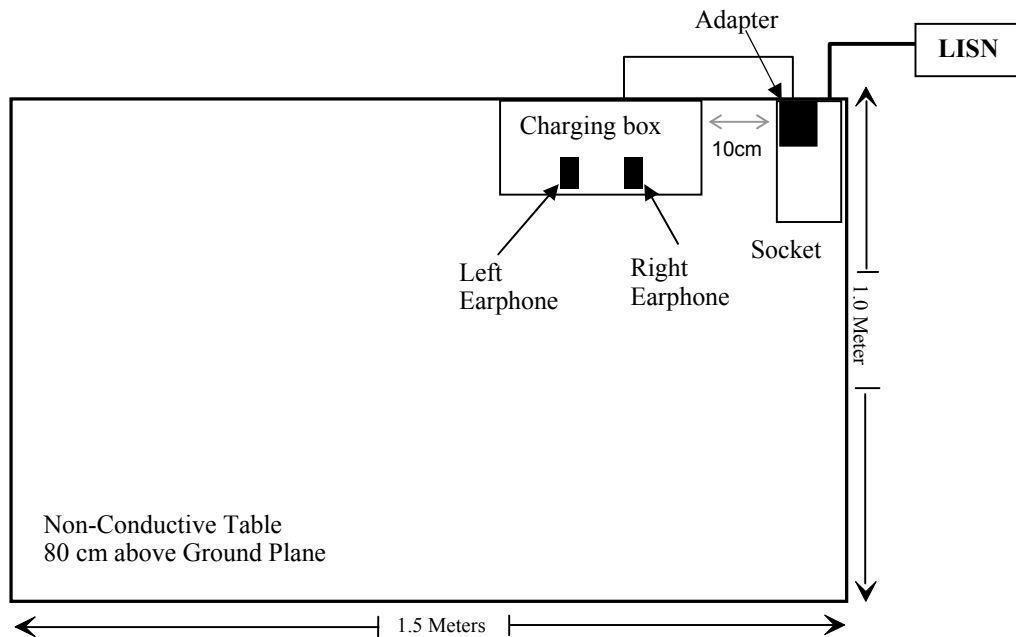 Adapter
LISN
Charging box
10cm
Left
Earphone
Right
Earphone
Socket
1.0 Meter
Non-Conductive Table
80 cm above Ground Plane
1.5 Meters